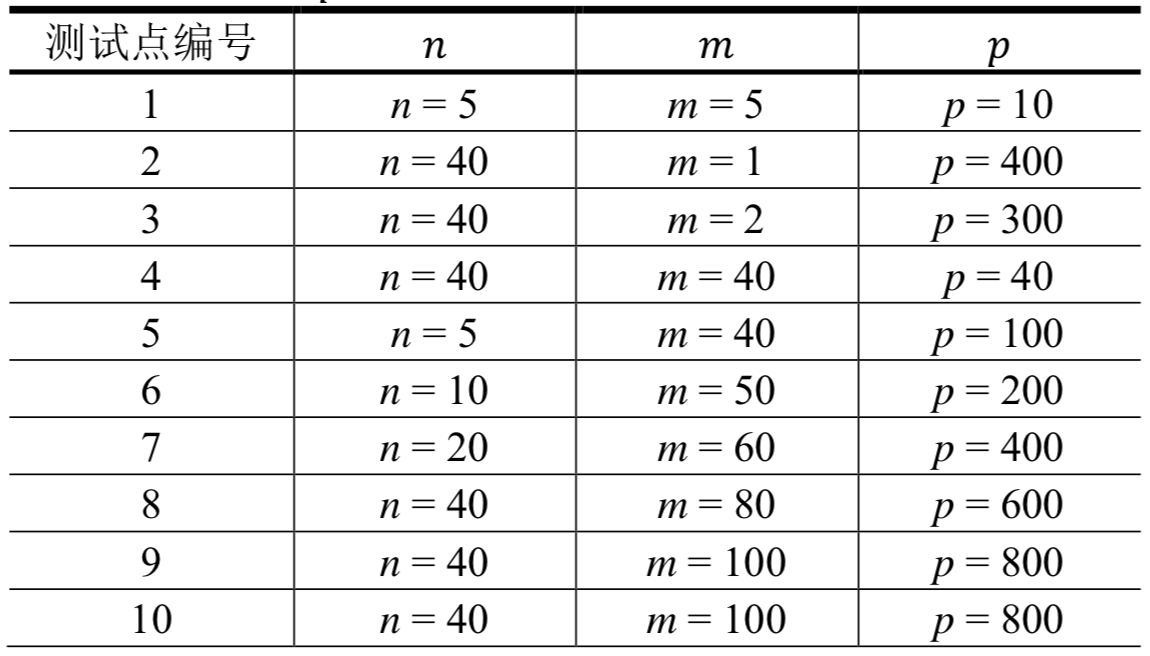 测试点编号 n m p
1 n = 5 m = 5 p = 10
2 n = 40 m = 1 p = 400
3 n = 40 m = 2 p = 300
4 n = 40 m = 40 p = 40
5 n = 5 m = 40 p = 100
6 n = 10 m = 50 p = 200
7 n = 20 m = 60 p = 400
8 n = 40 m = 80 p = 600
9 n = 40 m = 100 p = 800
10 n = 40 m = 100 p = 800